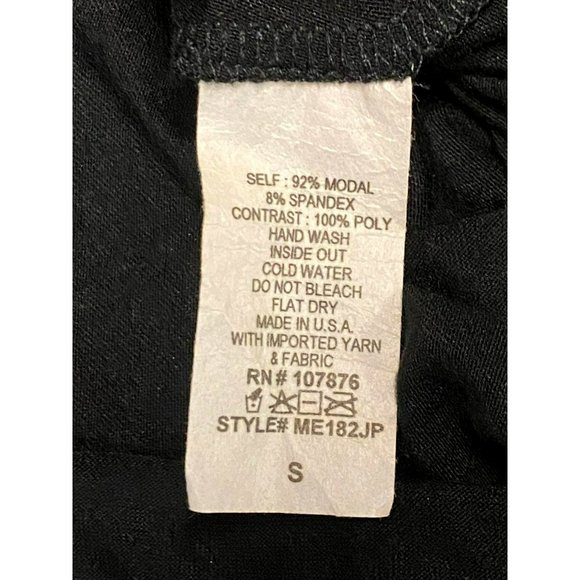 SELF : 92% MODAL
8% SPANDEX
CONTRAST : 100% POLY
HAND WASH
INSIDE OUT
COLD WATER
DO NOT BLEACH
FLAT DRY
MADE IN U.S.A.
WITH IMPORTED YARN
& FABRIC
RN# 107876
STYLE# ME182JP
S